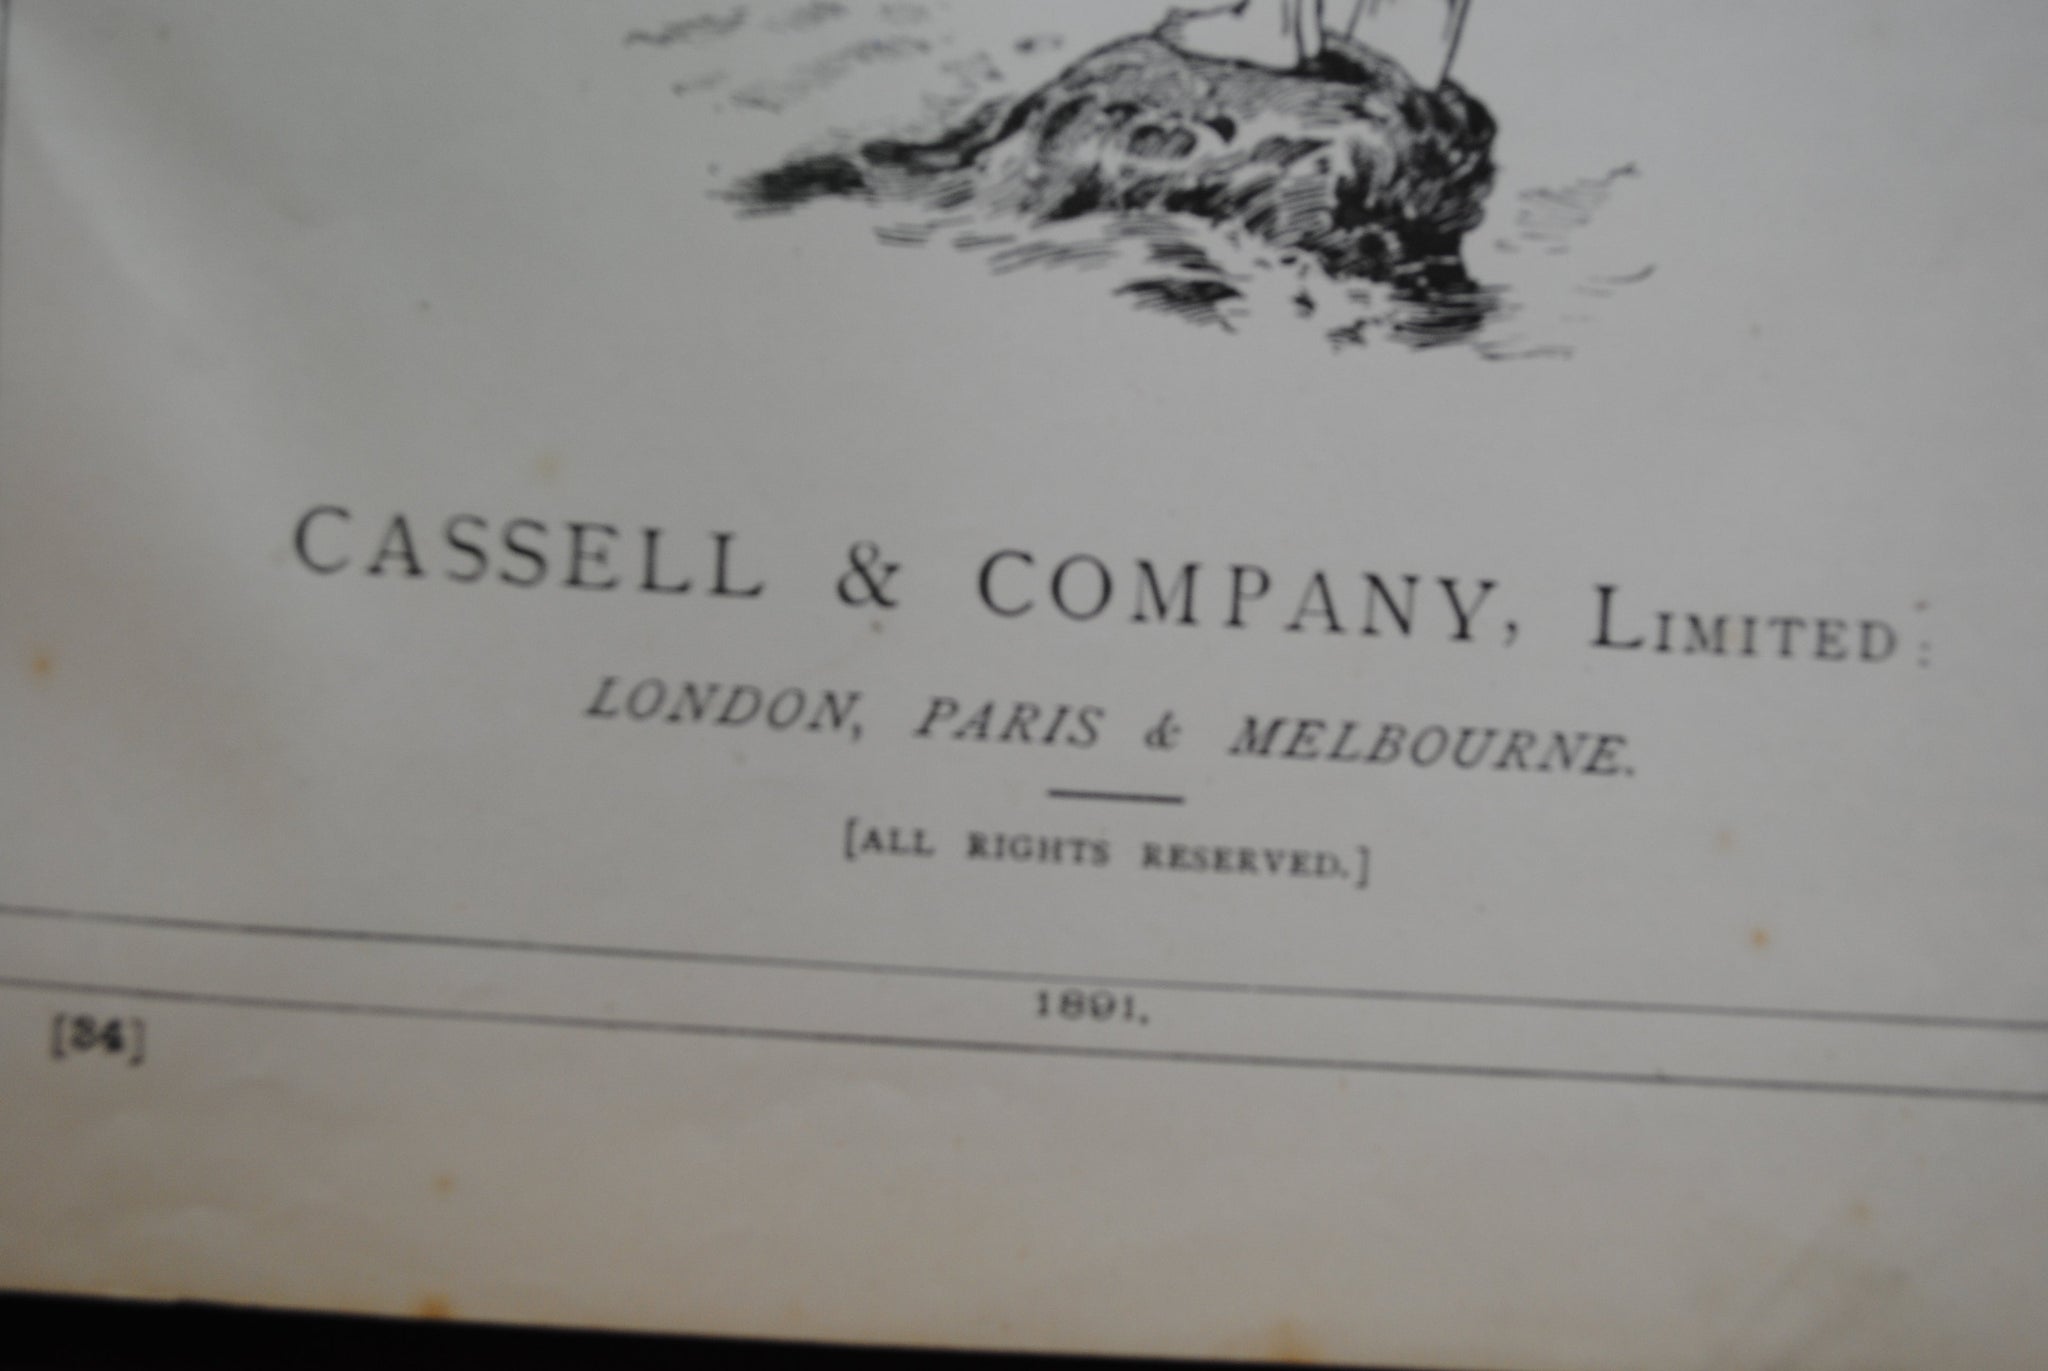 CASSELL & COMPANY, LIMITED:
LONDON, PARIS & MELBOURNE.
[ALL RIGHTS RESERVED.]
1891.
[34]